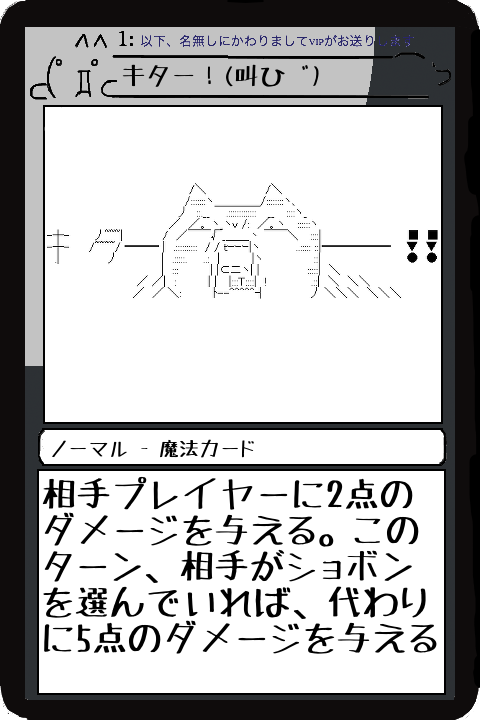 1: 以下、名無しにかわりましてVIPがお送り
キター！(叫び゛)
キタ━━━━!!
ノーマル - 魔法カード
相手プレイヤーに2点の
ダメージを与える。この
ターン、相手がショボン
を選んでいれば、代わり
に5点のダメージを与える